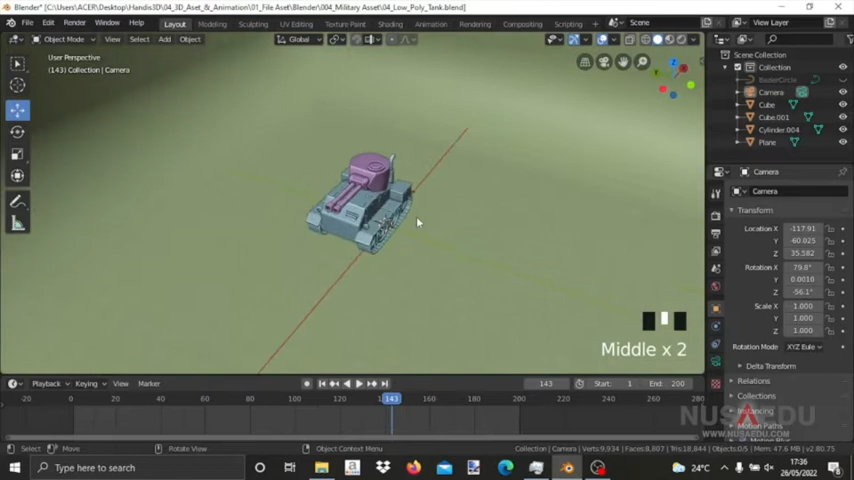 Blender* [C:\Users\ACER\Desktop\Handis3D\04_3D_Aset_&_Animation\01_File Aset\Blender\004_Military Asset\04_Low_Poly_Tank.blend]
File Edit Render Window Help Layout Modeling Sculpting UV Editing Texture Paint Shading Animation Rendering Compositing Scripting Scene View Layer
Object Mode View Select Add Object Global
User Perspective
(143) Collection | Camera
Scene Collection
Collection
BezierCircle
Camera
Cube
Cube.001
Cylinder.004
Plane
Camera
Camera
Transform
Location X -117.91
Y -60.025
Z 35.582
Rotation X 79.8°
Y 0.0010
Z -56.1°
Scale X 1.000
Y 1.000
Z 1.000
Rotation Mode XYZ Eule
Delta Transform
Relations
Collections
Instancing
Motion Paths
Middle x 2
Playback Keying View Marker 143 Start: 1 End: 200
-20 0 20 40 60 80 100 120 143 160 180 200 220 240 260 280
NUSAEDU
WWW.NUSAEDU.COM
Select Move Rotate View Object Context Menu Collection | Camera | Verts:9,934 | Faces:8,807 | Tris:18,844 | Objects:0/5 | Mem: 47.6 MB | v2.80.75
Type here to search 24°C 17:36
26/05/2022